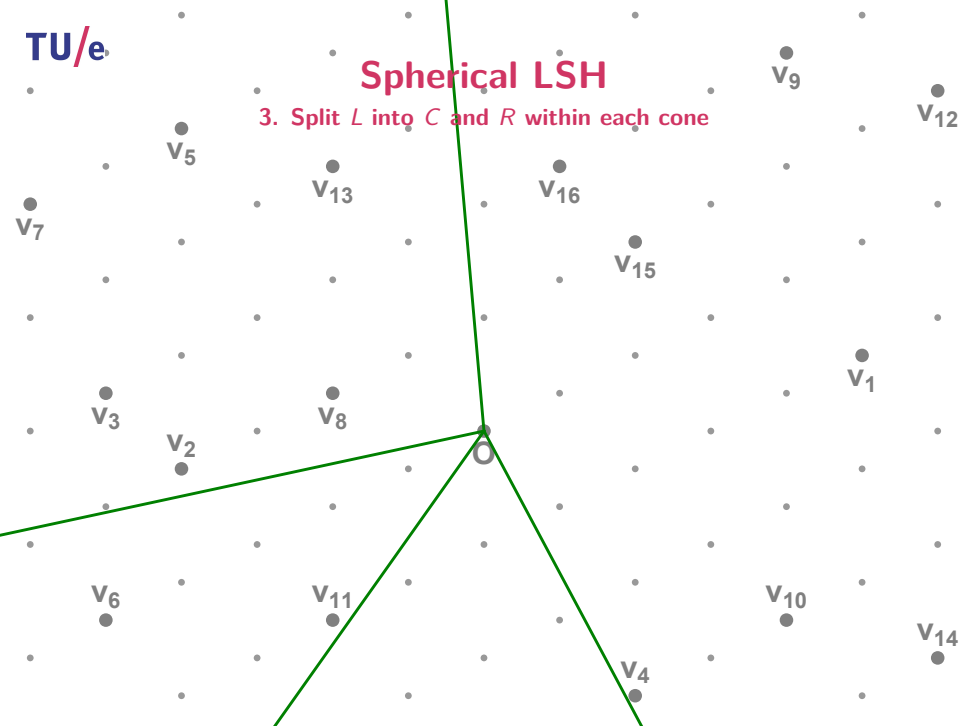 TU/e
Spherical LSH
3. Split L into C and R within each cone
v9
v12
v5
v13
v16
v7
v15
v1
v3
v8
v2
O
v6
v11
v10
v14
v4